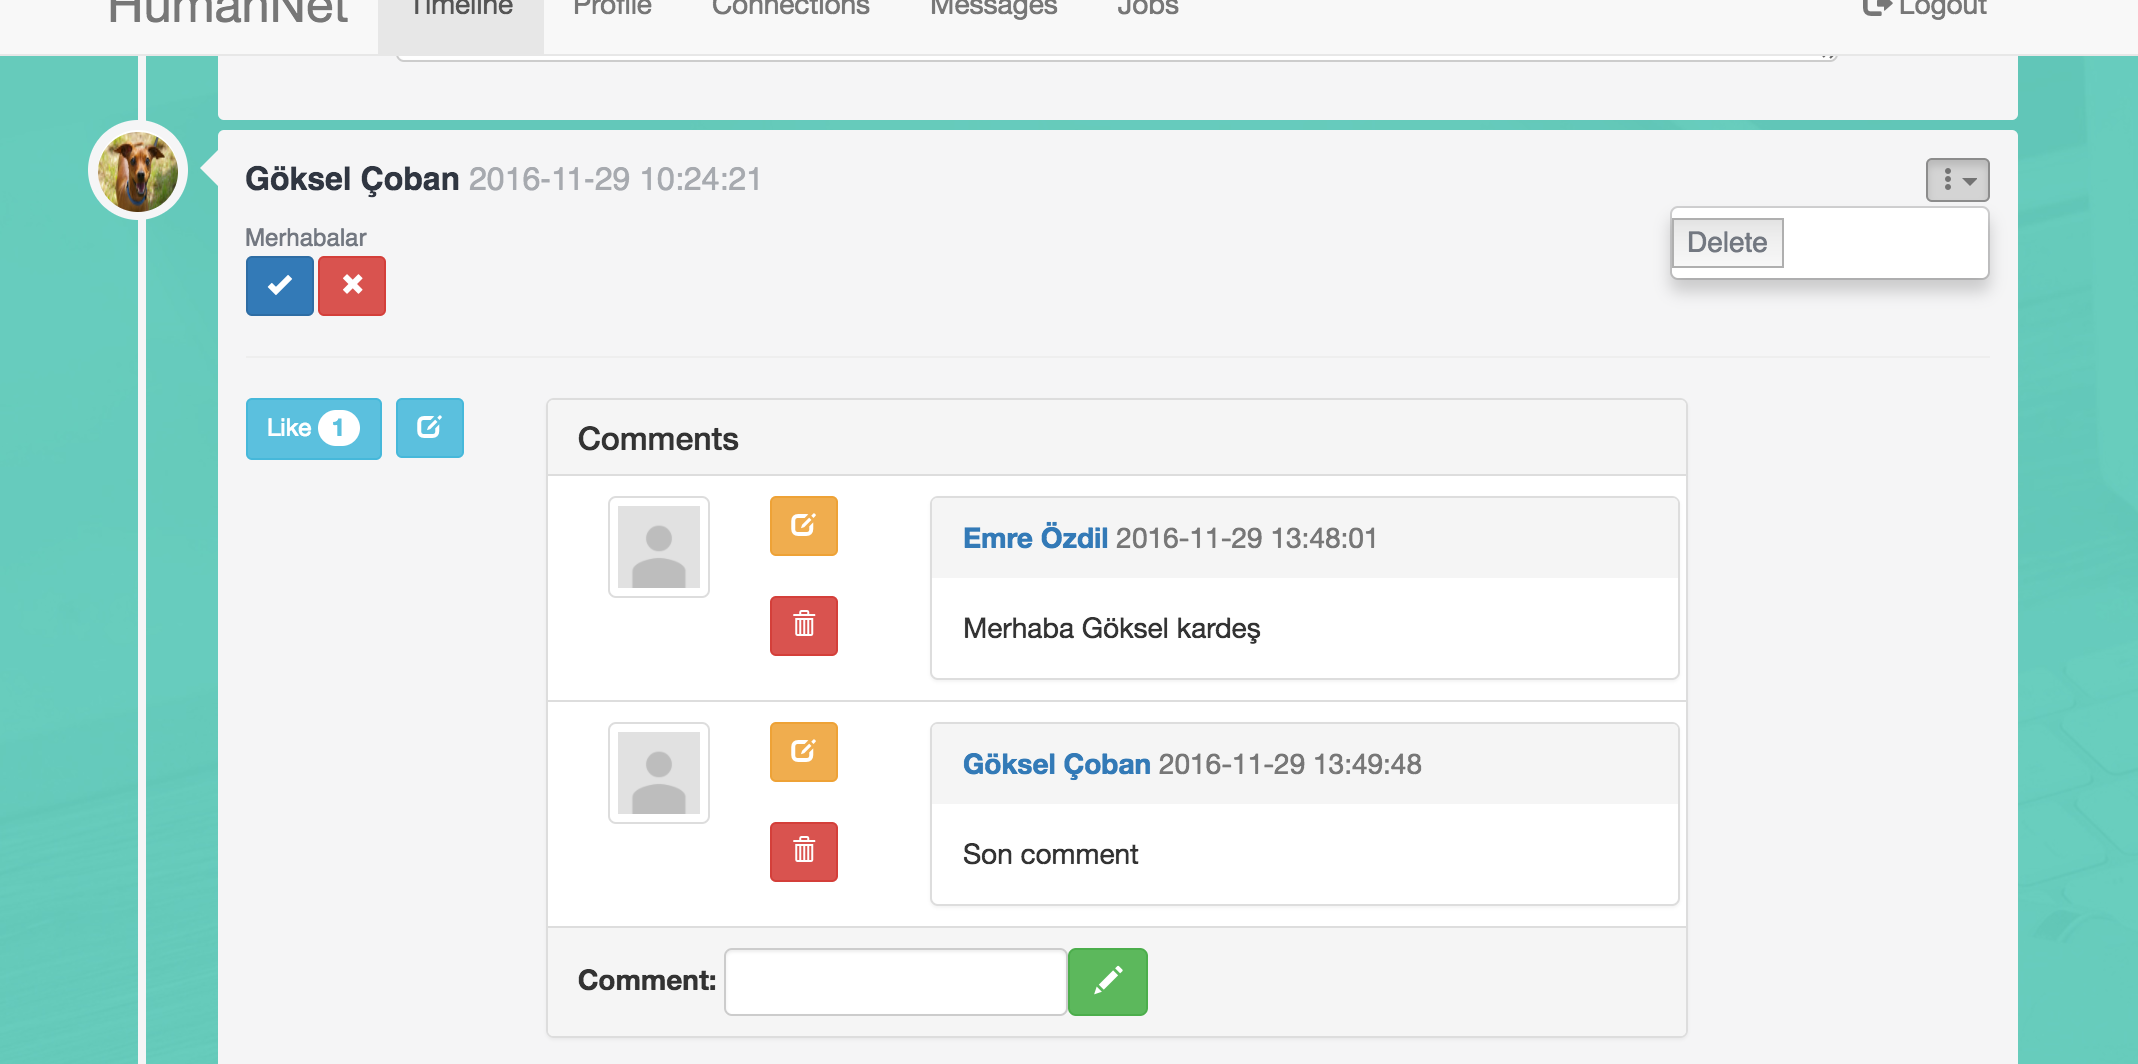 HumanNet Timeline Profile Connections Messages Jobs Logout
Göksel Çoban 2016-11-29 10:24:21
Merhabalar
Delete
Like 1
Comments
Emre Özdil 2016-11-29 13:48:01
Merhaba Göksel kardeş
Göksel Çoban 2016-11-29 13:49:48
Son comment
Comment: